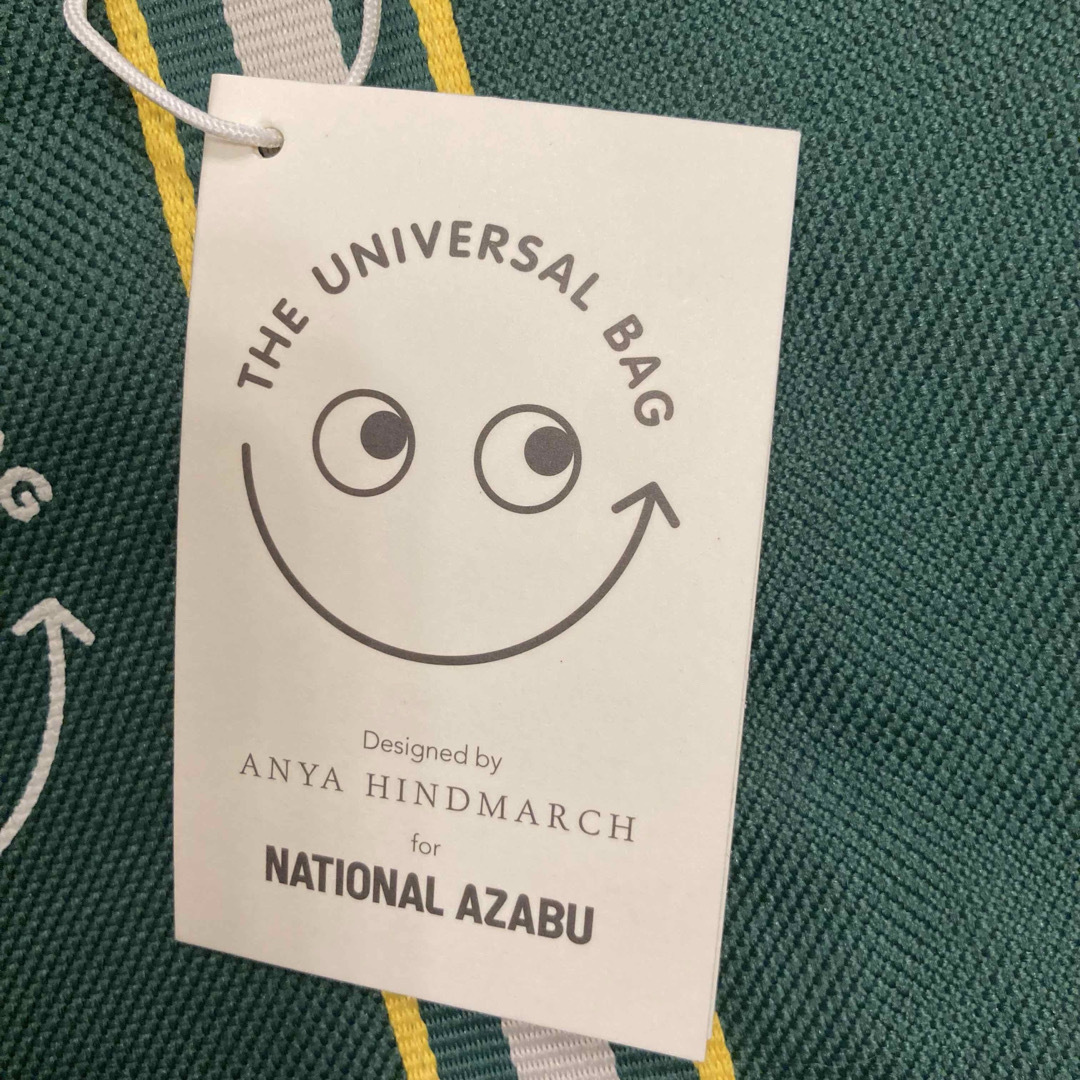 THE UNIVERSAL BAG
Designed by
ANYA HINDMARCH
for
NATIONAL AZABU